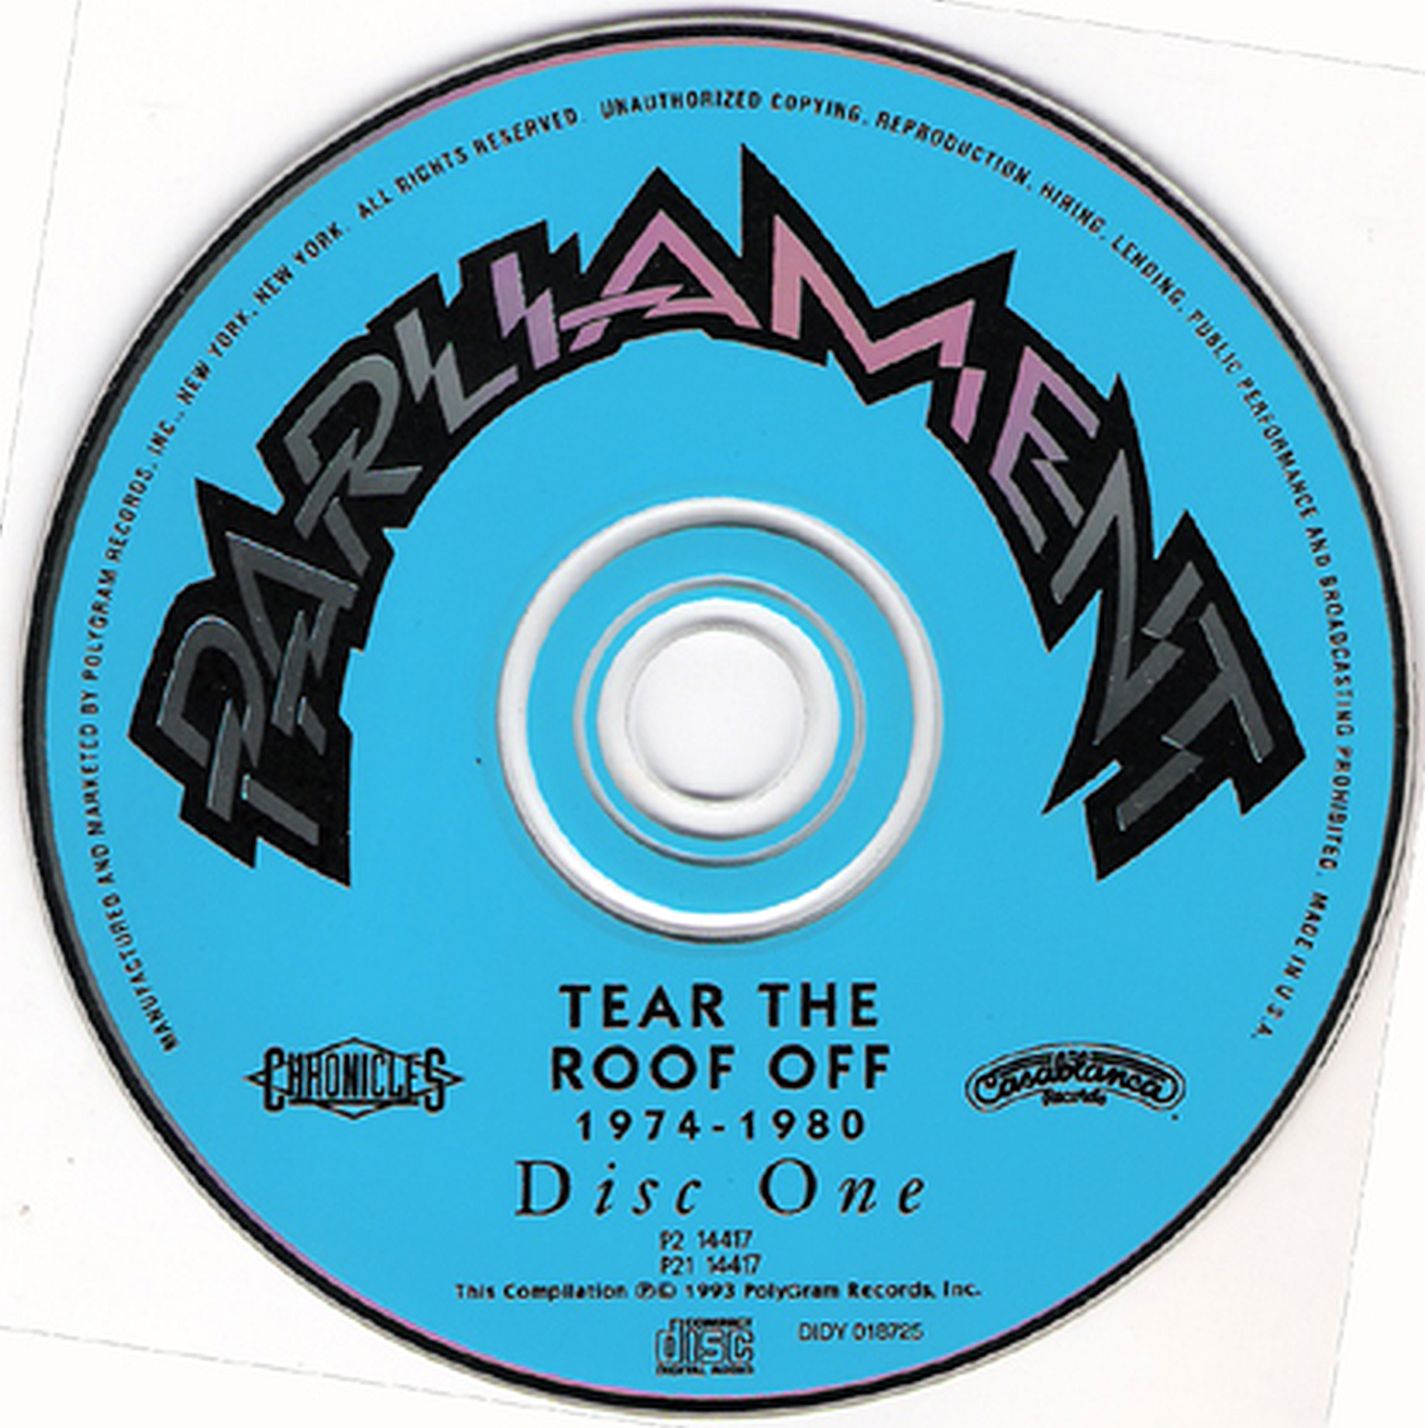 MANUFACTURED AND MARKETED BY POLYGRAM RECORDS, INC., NEW YORK, NEW YORK. ALL RIGHTS RESERVED. UNAUTHORIZED COPYING, REPRODUCTION, HIRING, LENDING, PUBLIC PERFORMANCE AND BROADCASTING PROHIBITED. MADE IN U.S.A.
PARLIAMENT
TEAR THE
ROOF OFF
1974-1980
CHRONICLES
Casablanca
Records
Disc One
P2 14417
P21 14417
This Compilation ℗© 1993 PolyGram Records, Inc.
COMPACT
disc
DIGITAL AUDIO
DIDY 018725